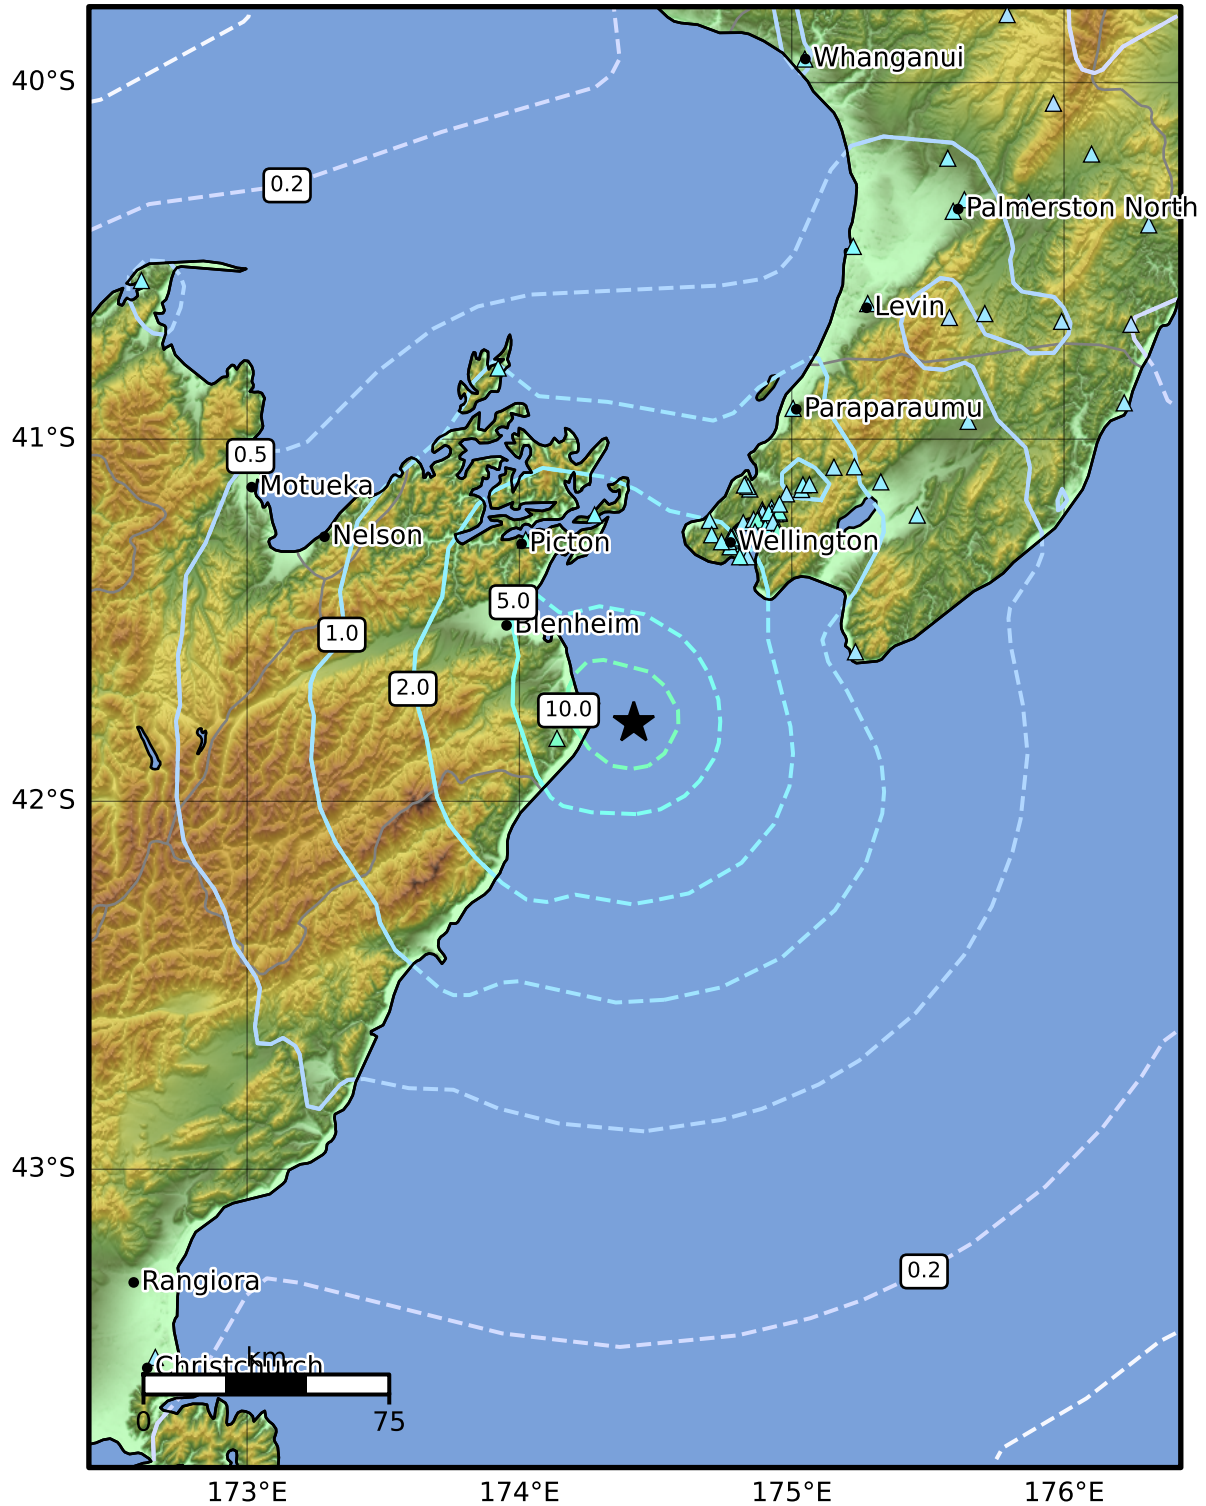 Whanganui
40°S
0.2
Palmerston North
Levin
Paraparaumu
41°S
0.5
Motueka
Nelson
Picton
Wellington
5.0
Blenheim
1.0
2.0
10.0
42°S
43°S
0.2
Rangiora
km
Christchurch
0
75
173°E
174°E
175°E
176°E